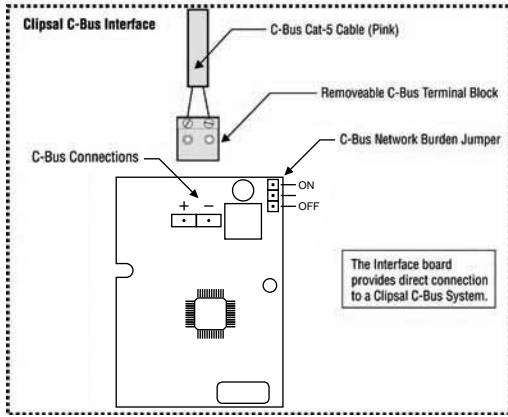 Clipsal C-Bus Interface
C-Bus Cat-5 Cable (Pink)
Removeable C-Bus Terminal Block
C-Bus Network Burden Jumper
C-Bus Connections
ON
OFF
+ −
The Interface board
provides direct connection
to a Clipsal C-Bus System.